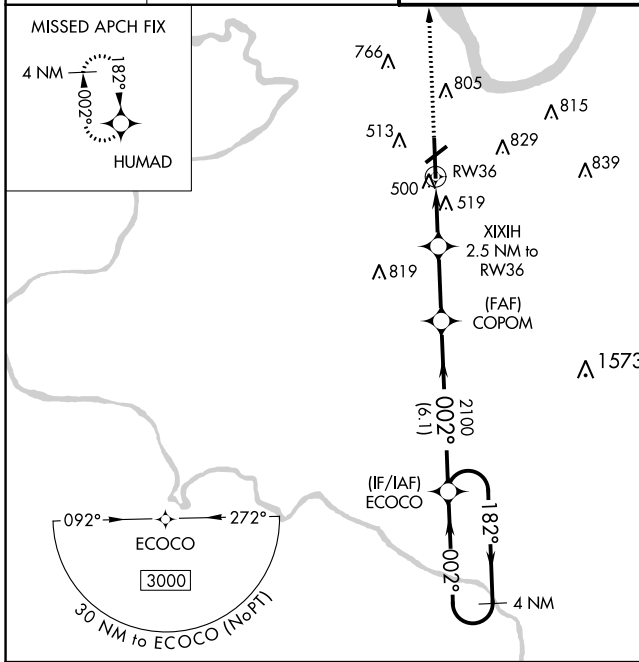 MISSED APCH FIX
4 NM
182°
002°
HUMAD
766
805
815
513
829
839
500
RW36
519
XIXIH
2.5 NM to
RW36
819
(FAF)
COPOM
1573
2100
002°
(6.1)
(IF/IAF)
ECOCO
182°
002°
4 NM
092°
272°
ECOCO
3000
30 NM to ECOCO (NoPT)